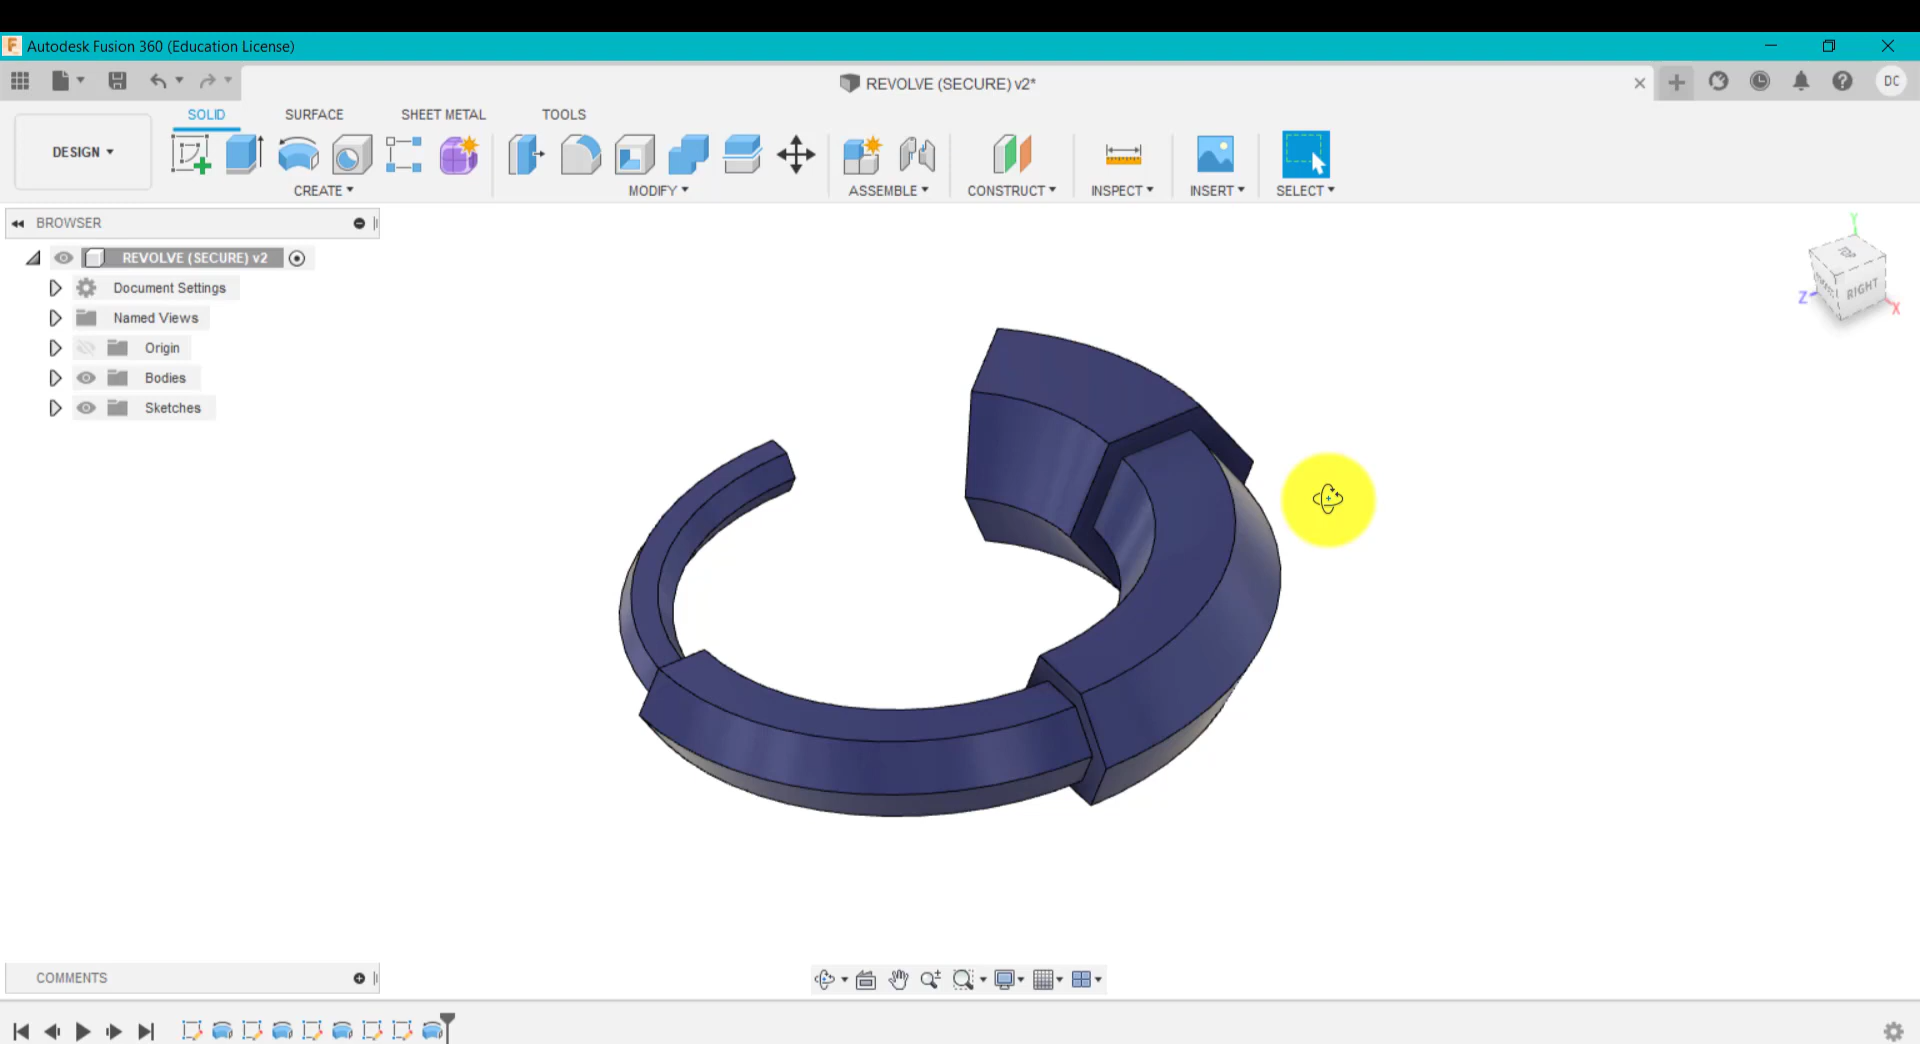 Autodesk Fusion 360 (Education License)
REVOLVE (SECURE) v2*
DC
SOLID SURFACE SHEET METAL TOOLS
DESIGN
CREATE MODIFY ASSEMBLE CONSTRUCT INSPECT INSERT SELECT
BROWSER
REVOLVE (SECURE) v2
Document Settings
Named Views
Origin
Bodies
Sketches
Y
RIGHT
Z
X
COMMENTS